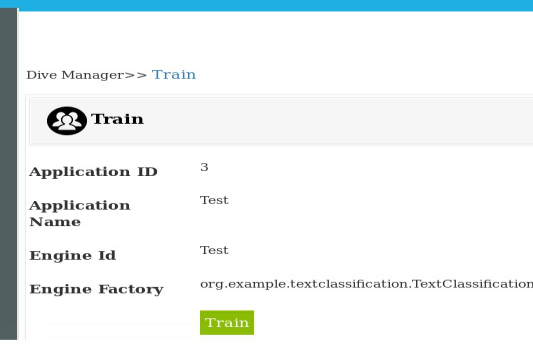 Dive Manager>> Train
Train
Application ID 3
Application Name Test
Engine Id Test
Engine Factory org.example.textclassification.TextClassification
Train